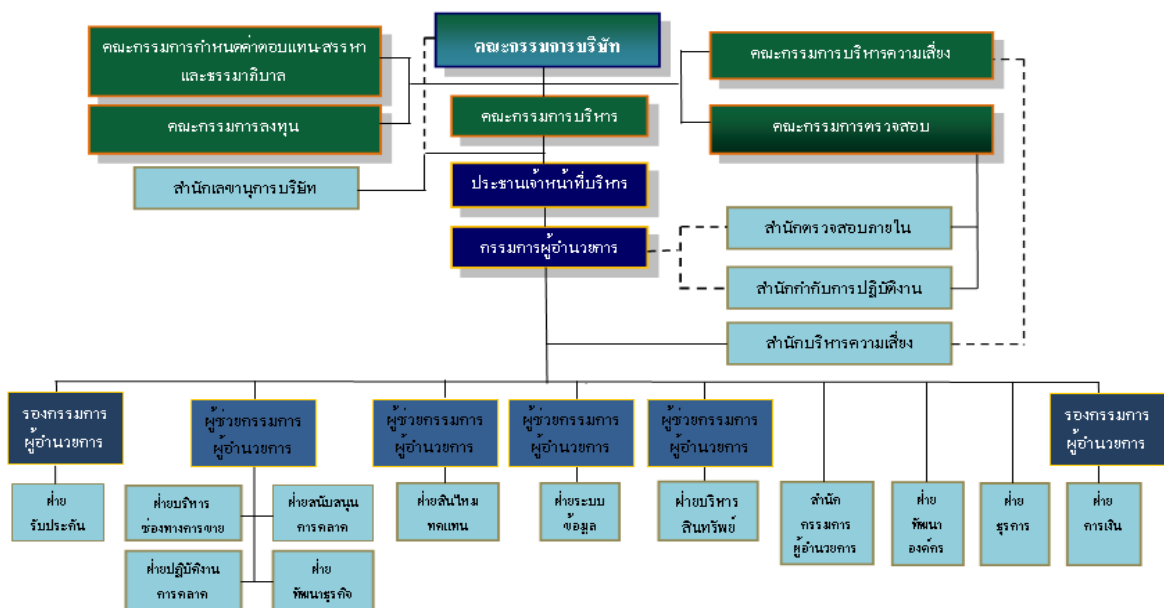 คณะกรรมการกำหนดค่าตอบแทน-สรรหา
และธรรมาภิบาล
คณะกรรมการบริษัท
คณะกรรมการบริหารความเสี่ยง
คณะกรรมการลงทุน
คณะกรรมการบริหาร
คณะกรรมการตรวจสอบ
สำนักเลขานุการบริษัท
ประธานเจ้าหน้าที่บริหาร
กรรมการผู้อำนวยการ
สำนักตรวจสอบภายใน
สำนักกำกับการปฏิบัติงาน
สำนักบริหารความเสี่ยง
รองกรรมการ
ผู้อำนวยการ
ผู้ช่วยกรรมการ
ผู้อำนวยการ
ผู้ช่วยกรรมการ
ผู้อำนวยการ
ผู้ช่วยกรรมการ
ผู้อำนวยการ
ผู้ช่วยกรรมการ
ผู้อำนวยการ
รองกรรมการ
ผู้อำนวยการ
ฝ่าย
รับประกัน
ฝ่ายบริหาร
ช่องทางการขาย
ฝ่ายสนับสนุน
การตลาด
ฝ่ายสินไหม
ทดแทน
ฝ่ายระบบ
ข้อมูล
ฝ่ายบริหาร
สินทรัพย์
สำนัก
กรรมการ
ผู้อำนวยการ
ฝ่าย
พัฒนา
องค์กร
ฝ่าย
ธุรการ
ฝ่าย
การเงิน
ฝ่ายปฏิบัติงาน
การตลาด
ฝ่าย
พัฒนาธุรกิจ